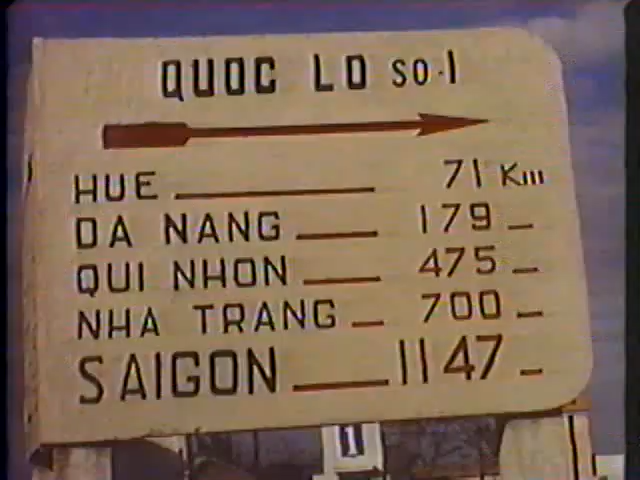 QUOC LO SO·1
HUE 71 Km
DA NANG 179
QUI NHON 475
NHA TRANG 700
SAIGON 1147
1